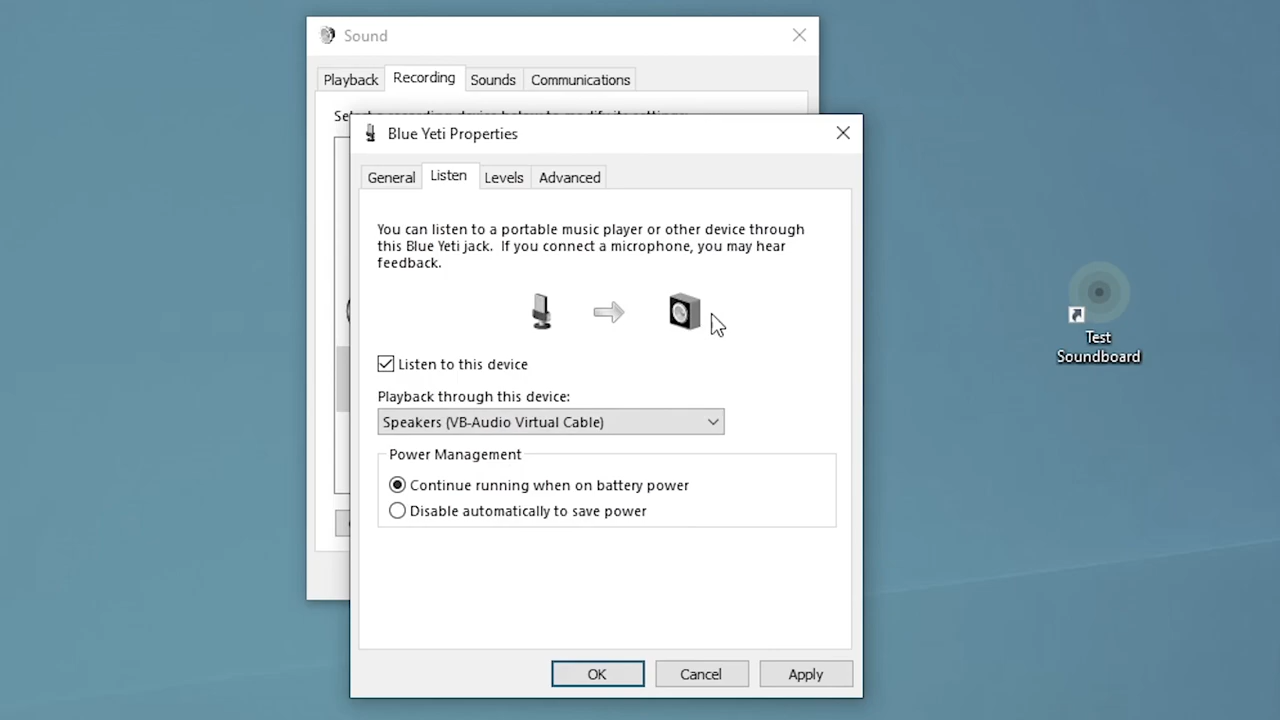 Sound
Playback
Recording
Sounds
Communications
Blue Yeti Properties
General
Listen
Levels
Advanced
You can listen to a portable music player or other device through
this Blue Yeti jack. If you connect a microphone, you may hear
feedback.
Listen to this device
Playback through this device:
Speakers (VB-Audio Virtual Cable)
Power Management
Continue running when on battery power
Disable automatically to save power
OK
Cancel
Apply
Test
Soundboard